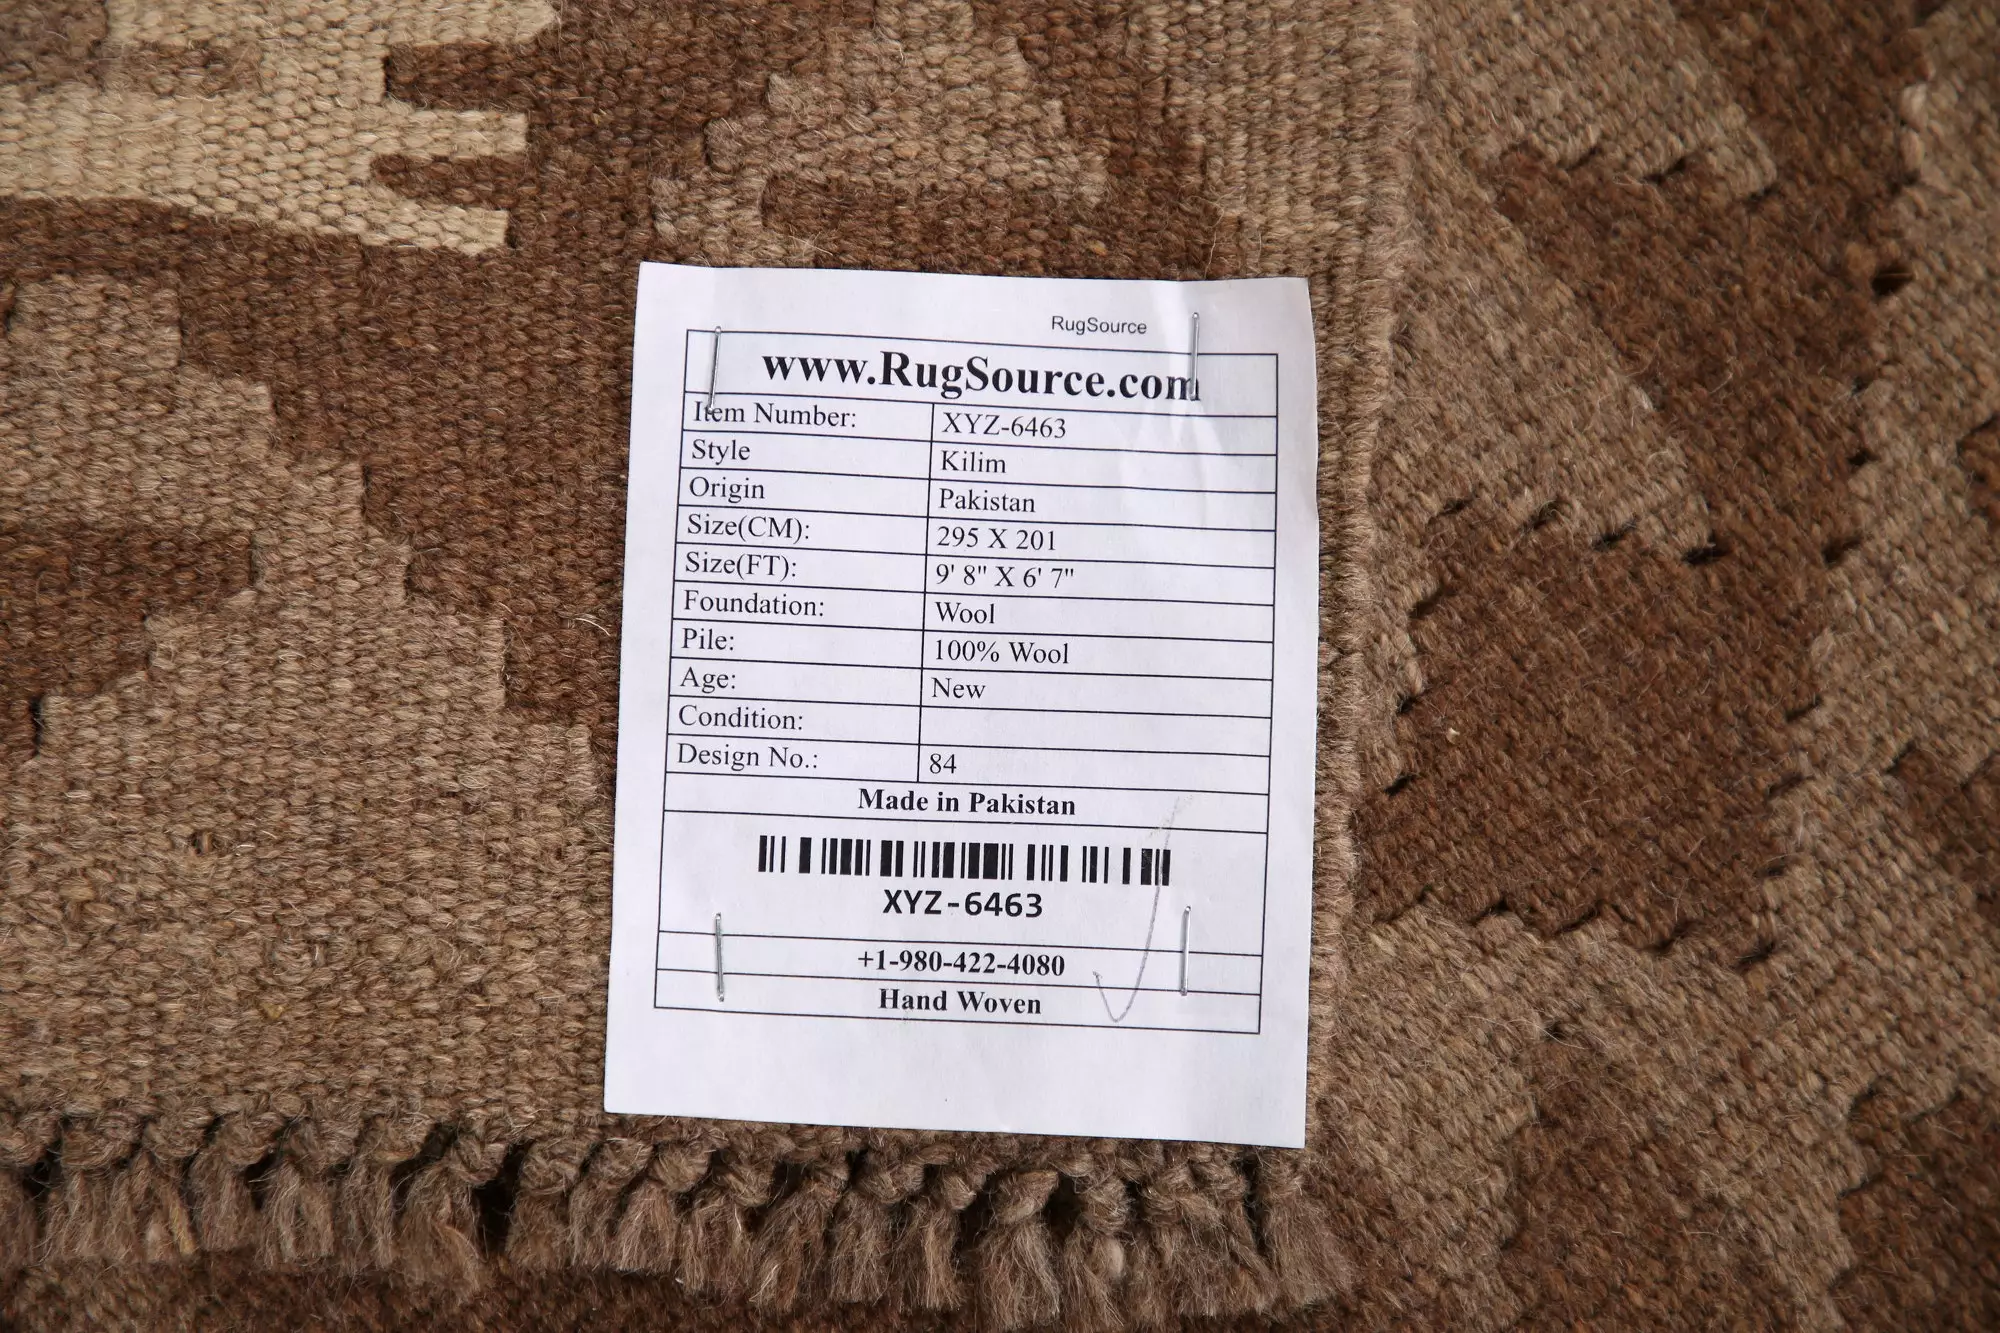 RugSource
www.RugSource.com
Item Number: XYZ-6463
Style Kilim
Origin Pakistan
Size(CM): 295 X 201
Size(FT): 9' 8" X 6' 7"
Foundation: Wool
Pile: 100% Wool
Age: New
Condition:
Design No.: 84
Made in Pakistan
XYZ-6463
+1-980-422-4080
Hand Woven